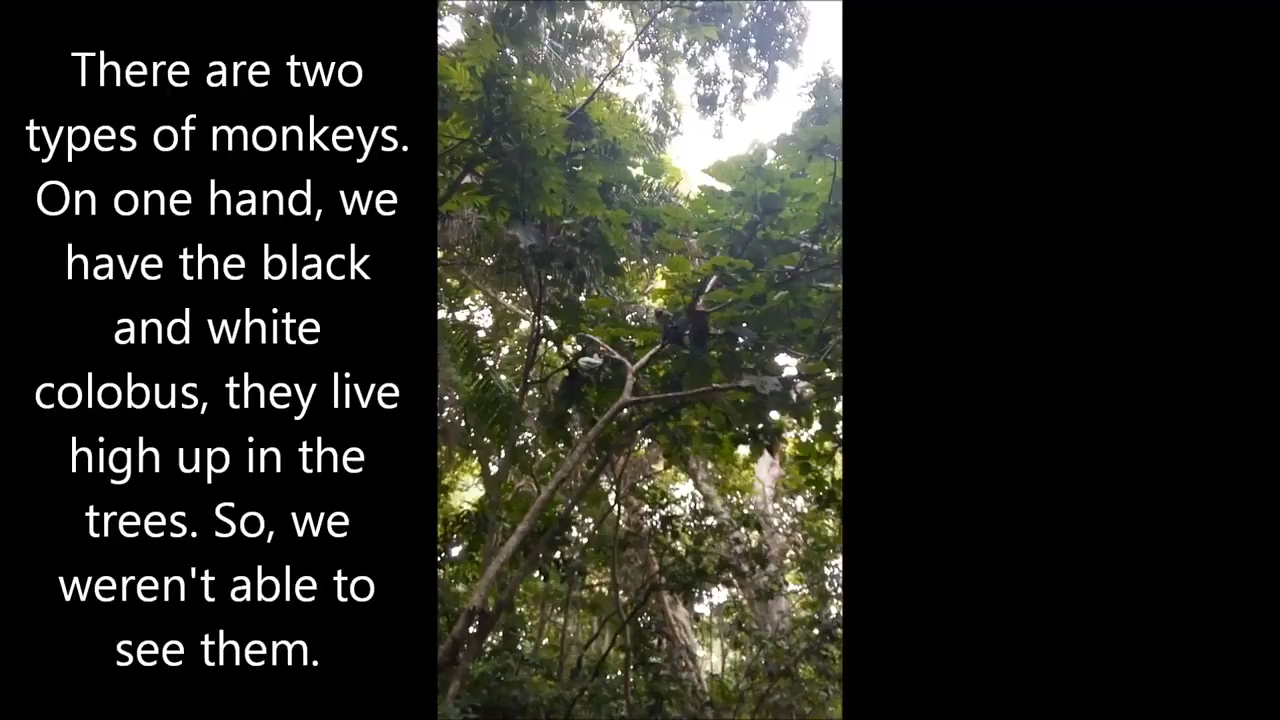 There are two
types of monkeys.
On one hand, we
have the black
and white
colobus, they live
high up in the
trees. So, we
weren't able to
see them.